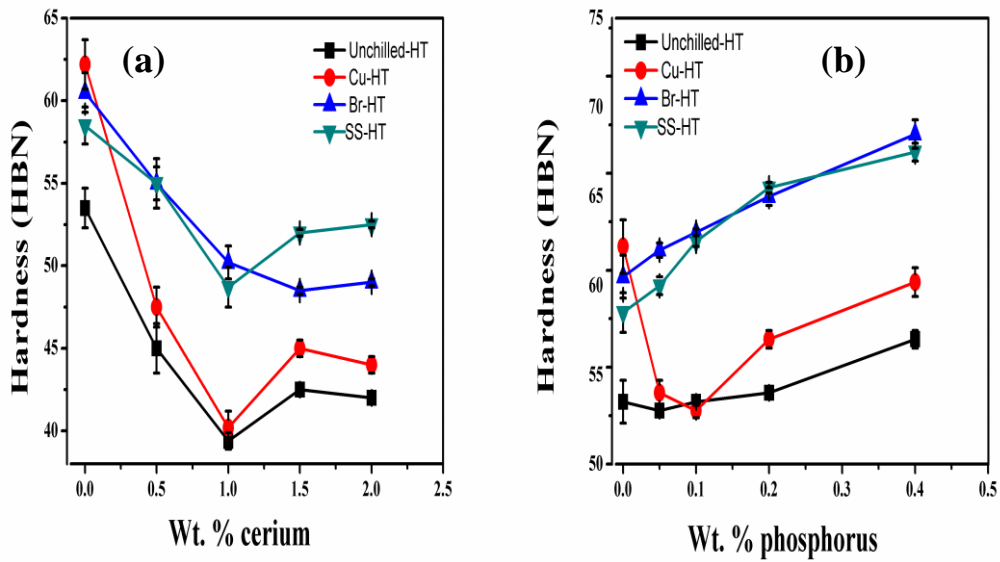 (a)
Unchilled-HT
Cu-HT
Br-HT
SS-HT
Hardness (HBN)
65
60
55
50
45
40
0.0 0.5 1.0 1.5 2.0 2.5
Wt. % cerium
(b)
Unchilled-HT
Cu-HT
Br-HT
SS-HT
Hardness (HBN)
75
70
65
60
55
50
0.0 0.1 0.2 0.3 0.4 0.5
Wt. % phosphorus